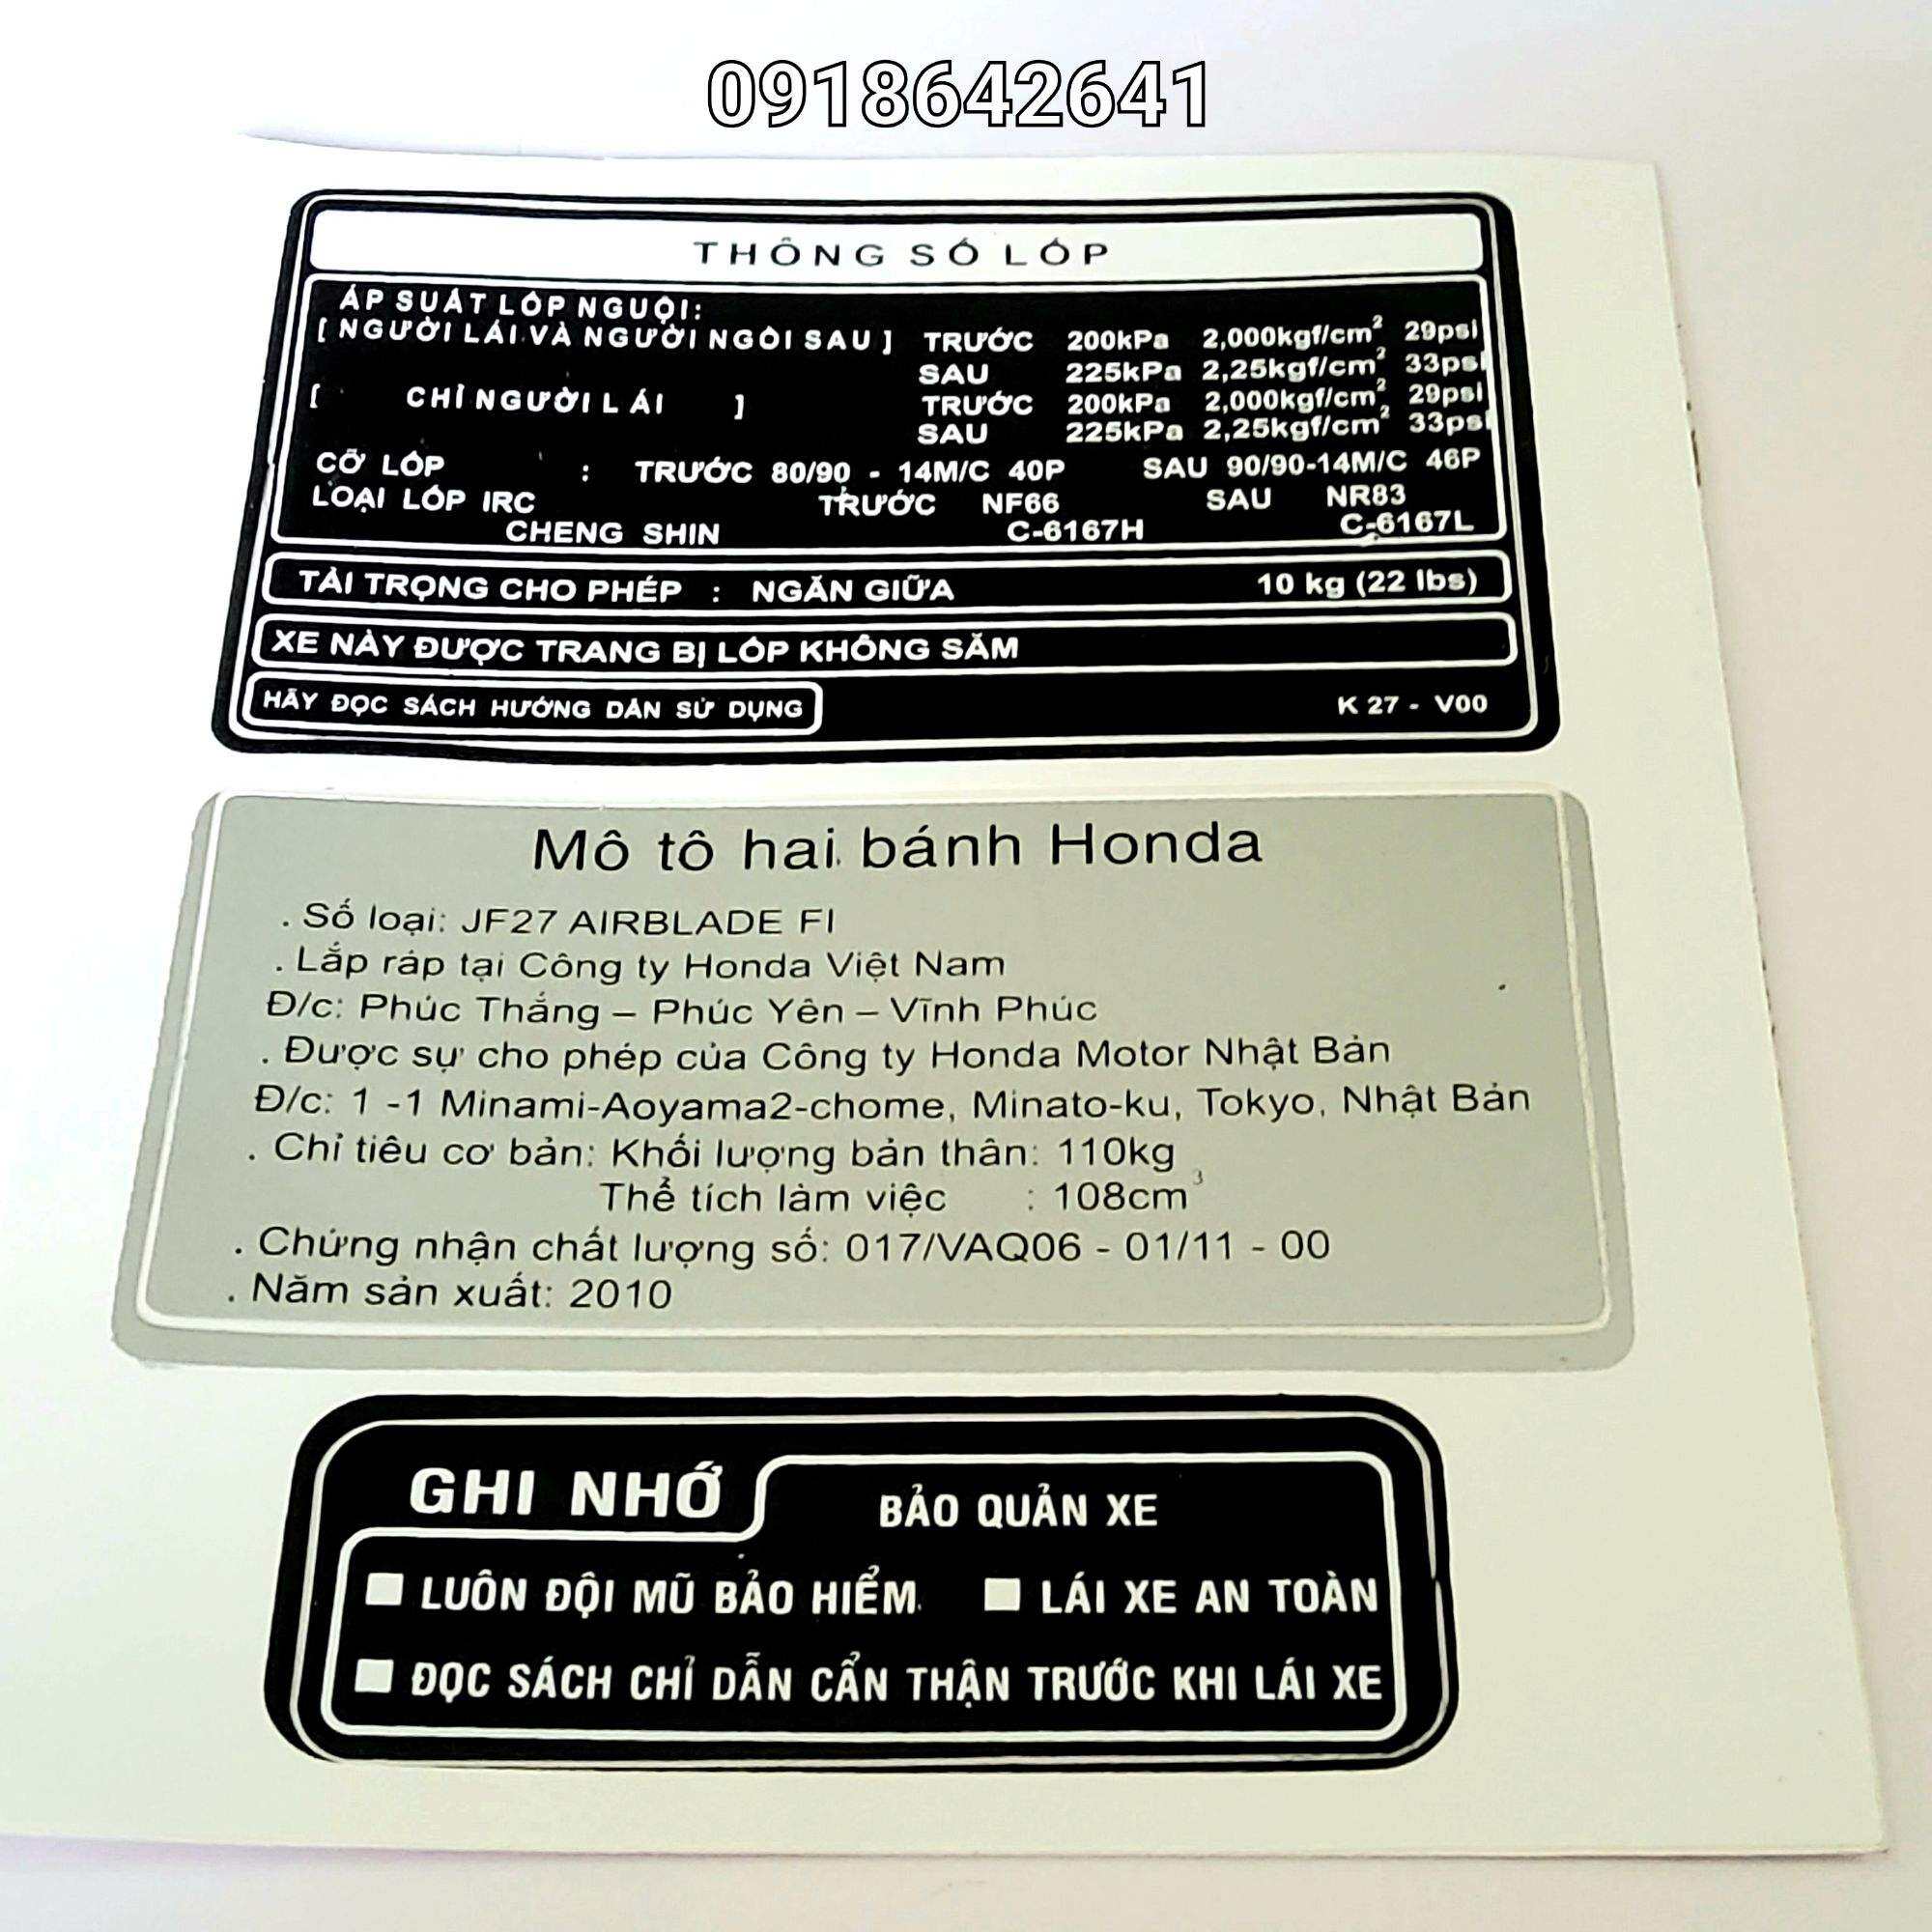 0918642641
THÔNG SỐ LỐP
ÁP SUẤT LỐP NGUỘI:
[ NGƯỜI LÁI VÀ NGƯỜI NGỒI SAU ] TRƯỚC 200kPa 2,000kgf/cm² 29psi
SAU 225kPa 2,25kgf/cm² 33psi
[ CHỈ NGƯỜI LÁI ] TRƯỚC 200kPa 2,000kgf/cm² 29psi
SAU 225kPa 2,25kgf/cm² 33psi
CỠ LỐP : TRƯỚC 80/90 - 14M/C 40P SAU 90/90-14M/C 46P
LOẠI LỐP IRC TRƯỚC NF66 SAU NR83
CHENG SHIN C-6167H C-6167L
TẢI TRỌNG CHO PHÉP : NGĂN GIỮA 10 kg (22 lbs)
XE NÀY ĐƯỢC TRANG BỊ LỐP KHÔNG SĂM
HÃY ĐỌC SÁCH HƯỚNG DẪN SỬ DỤNG K 27 - V00
Mô tô hai bánh Honda
. Số loại: JF27 AIRBLADE FI
. Lắp ráp tại Công ty Honda Việt Nam
Đ/c: Phúc Thắng – Phúc Yên – Vĩnh Phúc
. Được sự cho phép của Công ty Honda Motor Nhật Bản
Đ/c: 1 -1 Minami-Aoyama2-chome, Minato-ku, Tokyo, Nhật Bản
. Chỉ tiêu cơ bản: Khối lượng bản thân: 110kg
Thể tích làm việc : 108cm³
. Chứng nhận chất lượng số: 017/VAQ06 - 01/11 - 00
. Năm sản xuất: 2010
GHI NHỚ BẢO QUẢN XE
LUÔN ĐỘI MŨ BẢO HIỂM LÁI XE AN TOÀN
ĐỌC SÁCH CHỈ DẪN CẨN THẬN TRƯỚC KHI LÁI XE